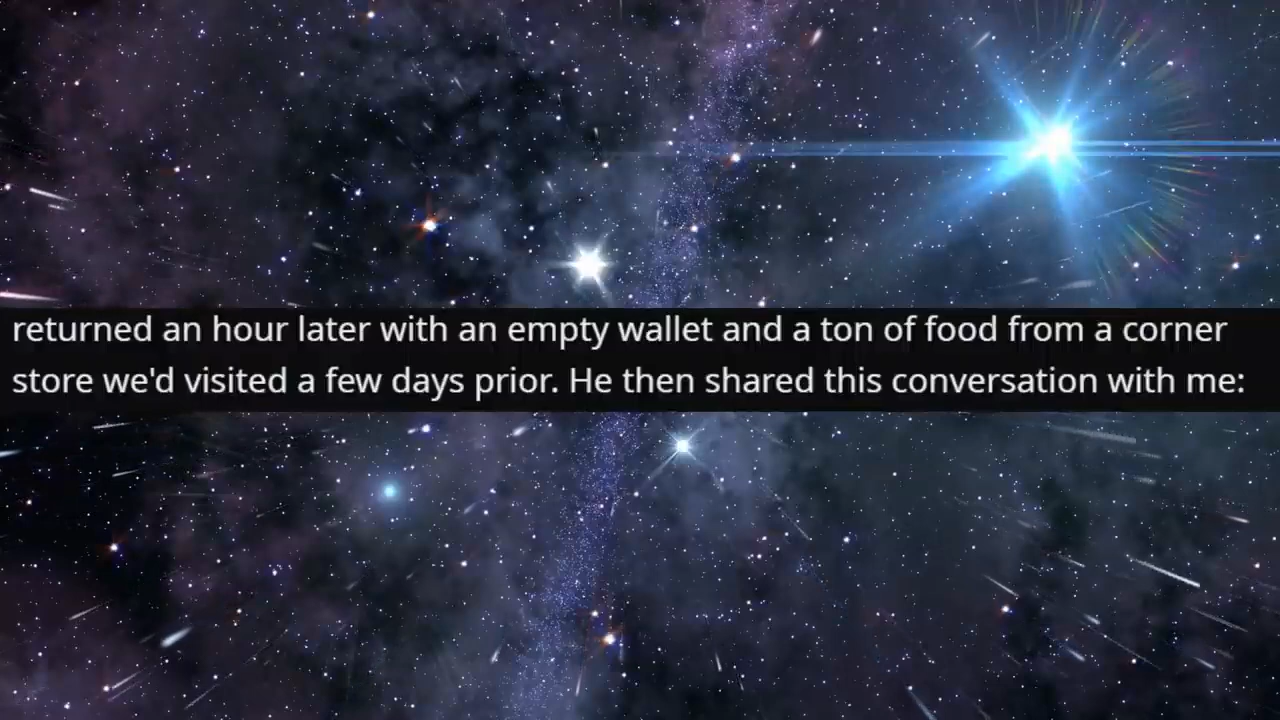 returned an hour later with an empty wallet and a ton of food from a corner
store we'd visited a few days prior. He then shared this conversation with me: